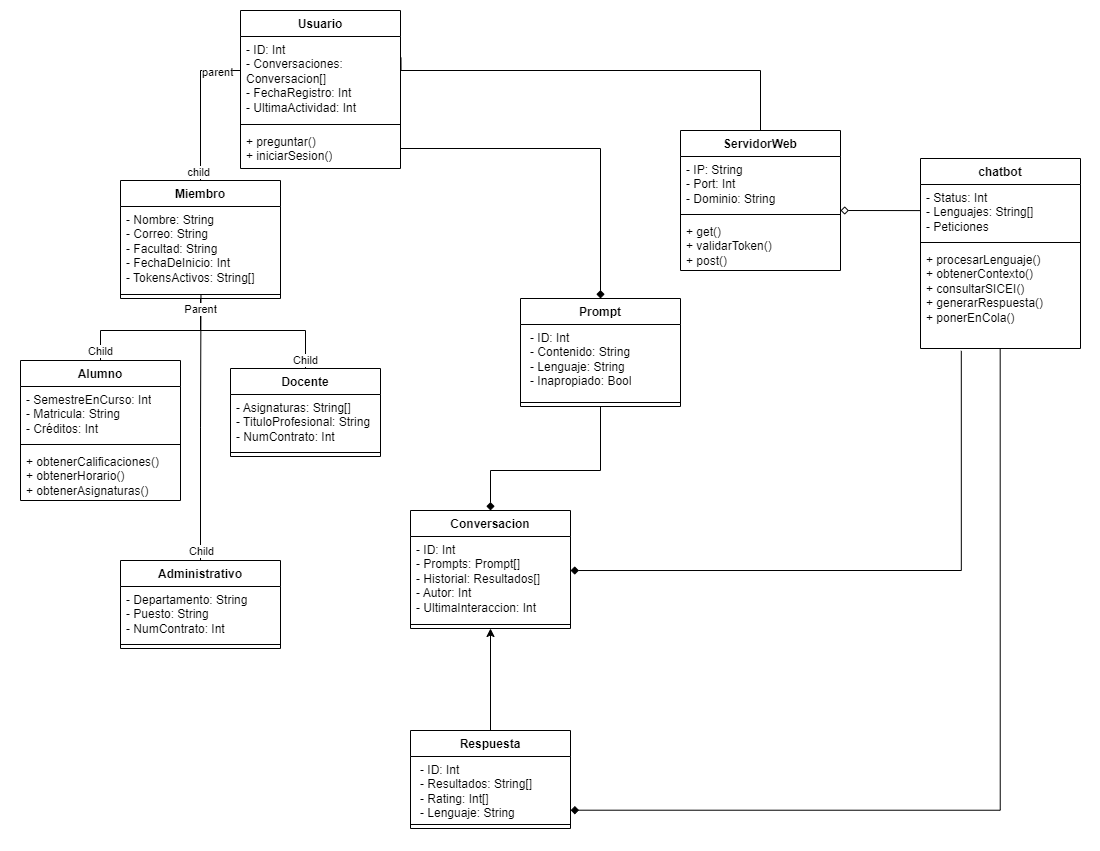 Usuario
- ID: Int
- Conversaciones:
Conversacion[]
- FechaRegistro: Int
- UltimaActividad: Int
+ preguntar()
+ iniciarSesion()
parent
child
Miembro
- Nombre: String
- Correo: String
- Facultad: String
- FechaDeInicio: Int
- TokensActivos: String[]
Parent
Child
Child
Child
Alumno
- SemestreEnCurso: Int
- Matricula: String
- Créditos: Int
+ obtenerCalificaciones()
+ obtenerHorario()
+ obtenerAsignaturas()
Docente
- Asignaturas: String[]
- TituloProfesional: String
- NumContrato: Int
Administrativo
- Departamento: String
- Puesto: String
- NumContrato: Int
ServidorWeb
- IP: String
- Port: Int
- Dominio: String
+ get()
+ validarToken()
+ post()
chatbot
- Status: Int
- Lenguajes: String[]
- Peticiones
+ procesarLenguaje()
+ obtenerContexto()
+ consultarSICEI()
+ generarRespuesta()
+ ponerEnCola()
Prompt
- ID: Int
- Contenido: String
- Lenguaje: String
- Inapropiado: Bool
Conversacion
- ID: Int
- Prompts: Prompt[]
- Historial: Resultados[]
- Autor: Int
- UltimaInteraccion: Int
Respuesta
- ID: Int
- Resultados: String[]
- Rating: Int[]
- Lenguaje: String